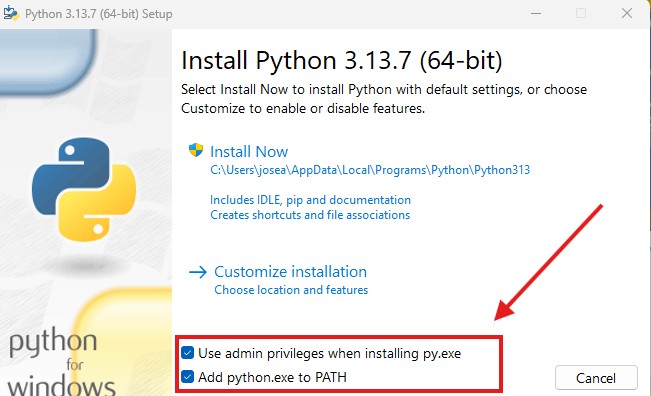 Python 3.13.7 (64-bit) Setup
Install Python 3.13.7 (64-bit)
Select Install Now to install Python with default settings, or choose
Customize to enable or disable features.
Install Now
C:\Users\josea\AppData\Local\Programs\Python\Python313
Includes IDLE, pip and documentation
Creates shortcuts and file associations
Customize installation
Choose location and features
Use admin privileges when installing py.exe
Add python.exe to PATH
python
for
windows
Cancel